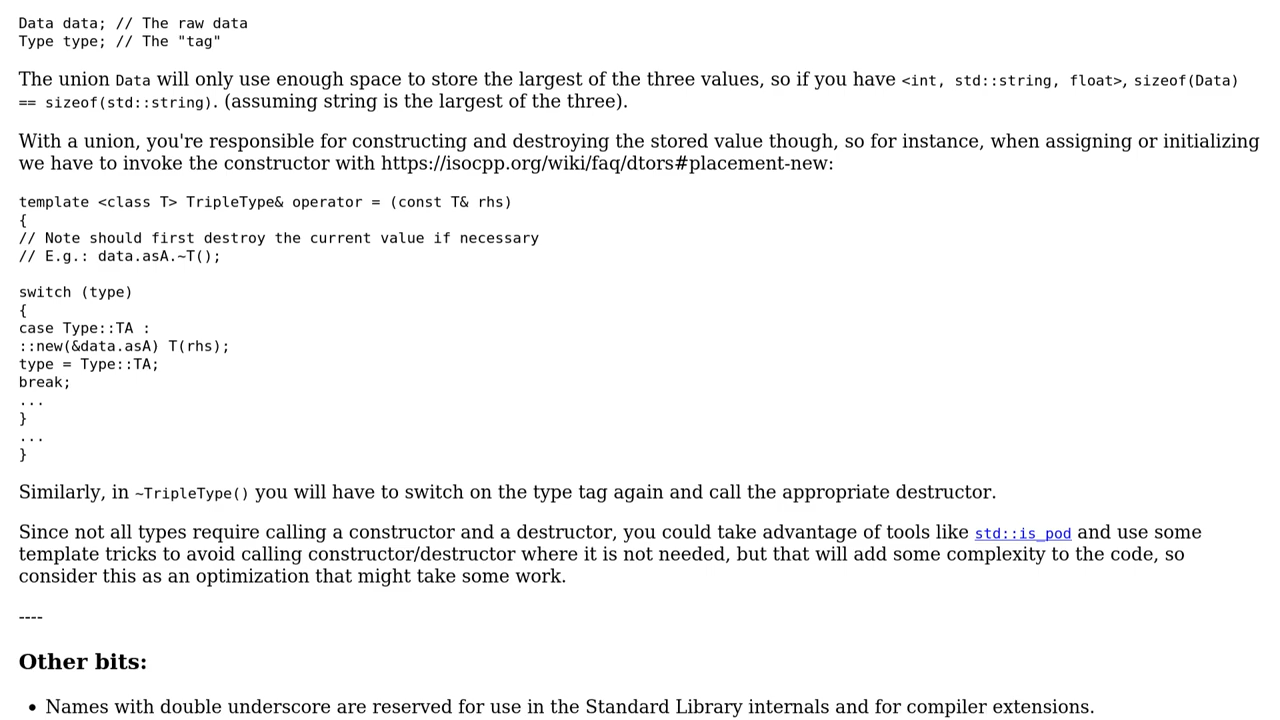 Data data; // The raw data
Type type; // The "tag"
The union Data will only use enough space to store the largest of the three values, so if you have <int, std::string, float>, sizeof(Data)
== sizeof(std::string). (assuming string is the largest of the three).
With a union, you're responsible for constructing and destroying the stored value though, so for instance, when assigning or initializing
we have to invoke the constructor with https://isocpp.org/wiki/faq/dtors#placement-new:
template <class T> TripleType& operator = (const T& rhs)
{
// Note should first destroy the current value if necessary
// E.g.: data.asA.~T();
switch (type)
{
case Type::TA :
::new(&data.asA) T(rhs);
type = Type::TA;
break;
...
}
...
}
Similarly, in ~TripleType() you will have to switch on the type tag again and call the appropriate destructor.
Since not all types require calling a constructor and a destructor, you could take advantage of tools like std::is_pod and use some
template tricks to avoid calling constructor/destructor where it is not needed, but that will add some complexity to the code, so
consider this as an optimization that might take some work.
----
Other bits:
• Names with double underscore are reserved for use in the Standard Library internals and for compiler extensions.